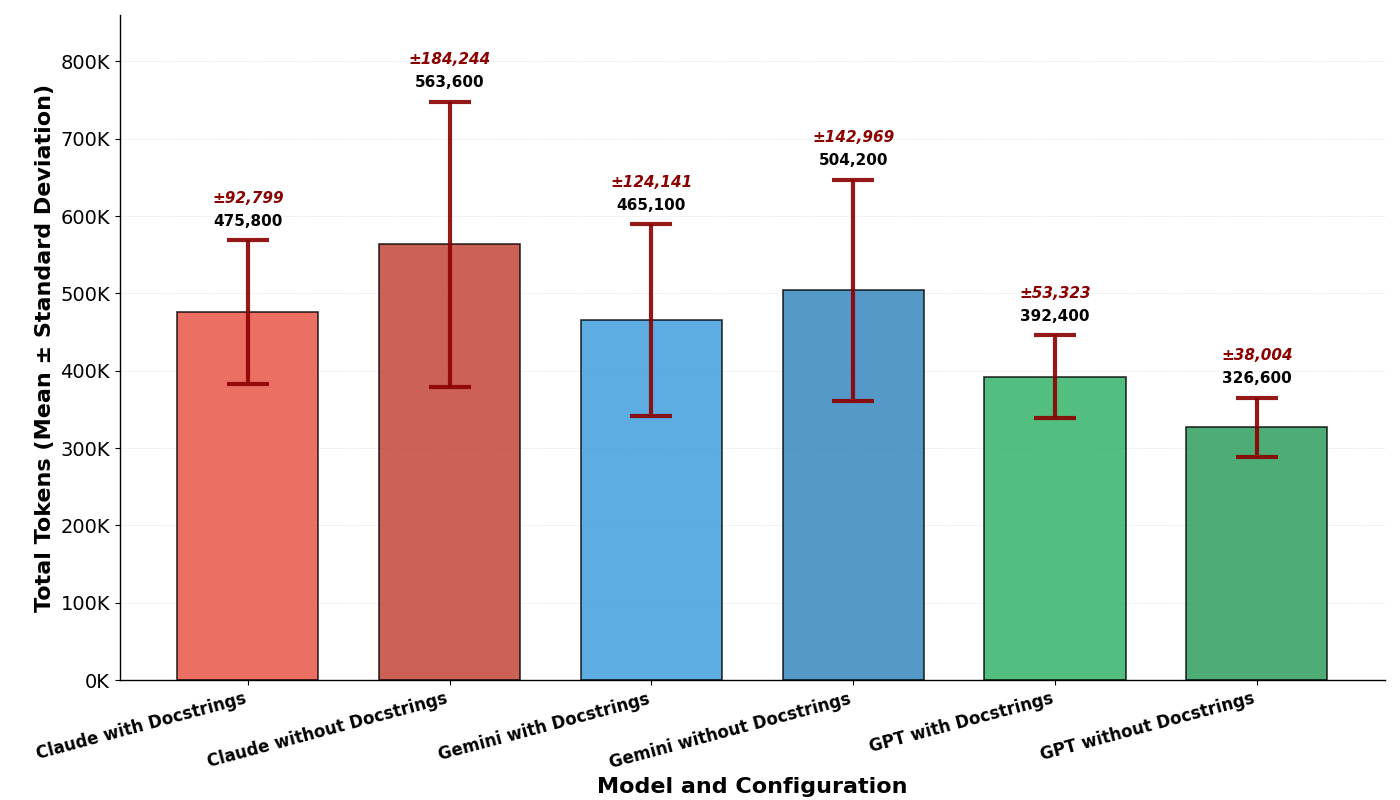 Total Tokens (Mean ± Standard Deviation)
800K
700K
600K
500K
400K
300K
200K
100K
0K
±92,799
475,800
±184,244
563,600
±124,141
465,100
±142,969
504,200
±53,323
392,400
±38,004
326,600
Claude with Docstrings
Claude without Docstrings
Gemini with Docstrings
Gemini without Docstrings
GPT with Docstrings
GPT without Docstrings
Model and Configuration